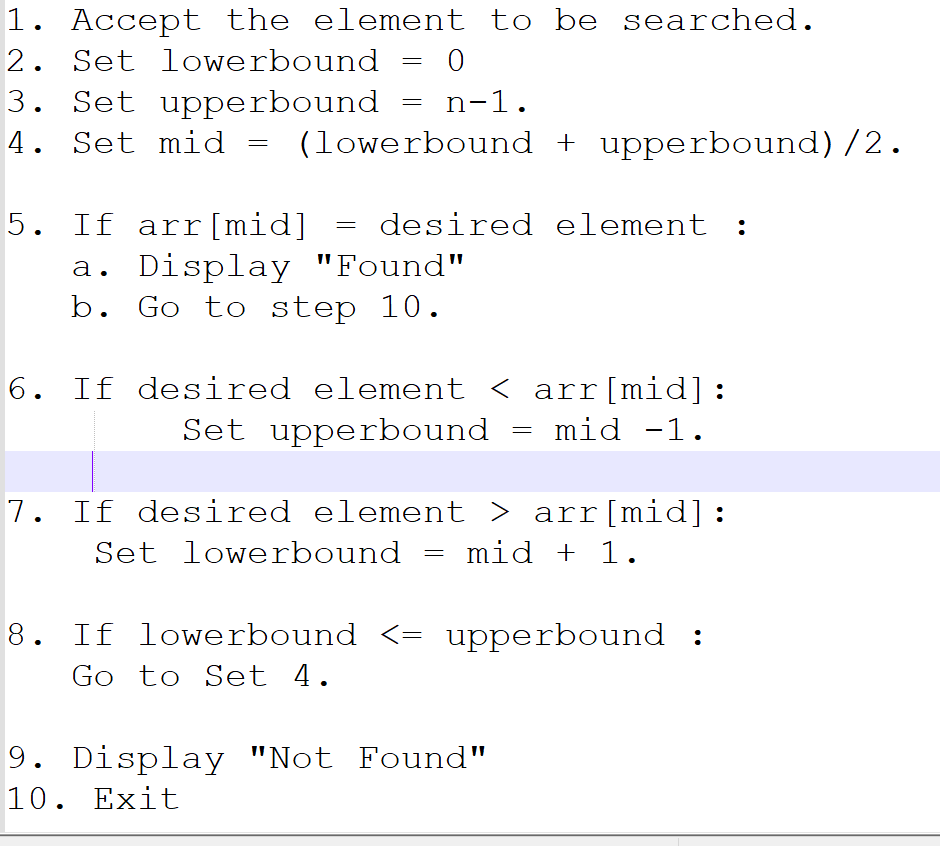 1. Accept the element to be searched.
2. Set lowerbound = 0
3. Set upperbound = n-1.
4. Set mid = (lowerbound + upperbound)/2.
5. If arr[mid] = desired element :
a. Display "Found"
b. Go to step 10.
6. If desired element < arr[mid]:
Set upperbound = mid -1.
7. If desired element > arr[mid]:
Set lowerbound = mid + 1.
8. If lowerbound <= upperbound :
Go to Set 4.
9. Display "Not Found"
10. Exit